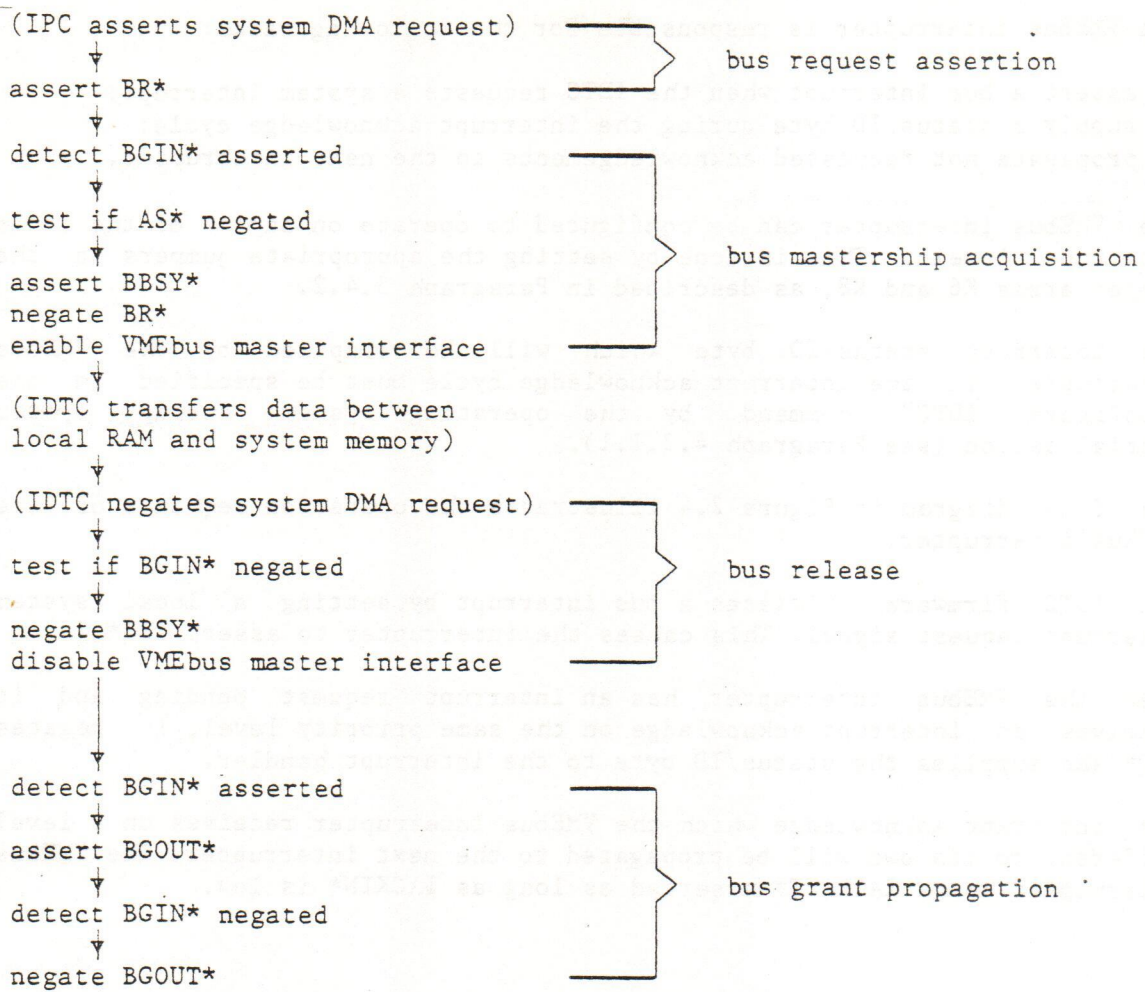 (IPC asserts system DMA request)
assert BR*
bus request assertion
detect BGIN* asserted
test if AS* negated
assert BBSY*
negate BR*
enable VMEbus master interface
bus mastership acquisition
(IDTC transfers data between
local RAM and system memory)
(IDTC negates system DMA request)
test if BGIN* negated
negate BBSY*
disable VMEbus master interface
bus release
detect BGIN* asserted
assert BGOUT*
detect BGIN* negated
negate BGOUT*
bus grant propagation